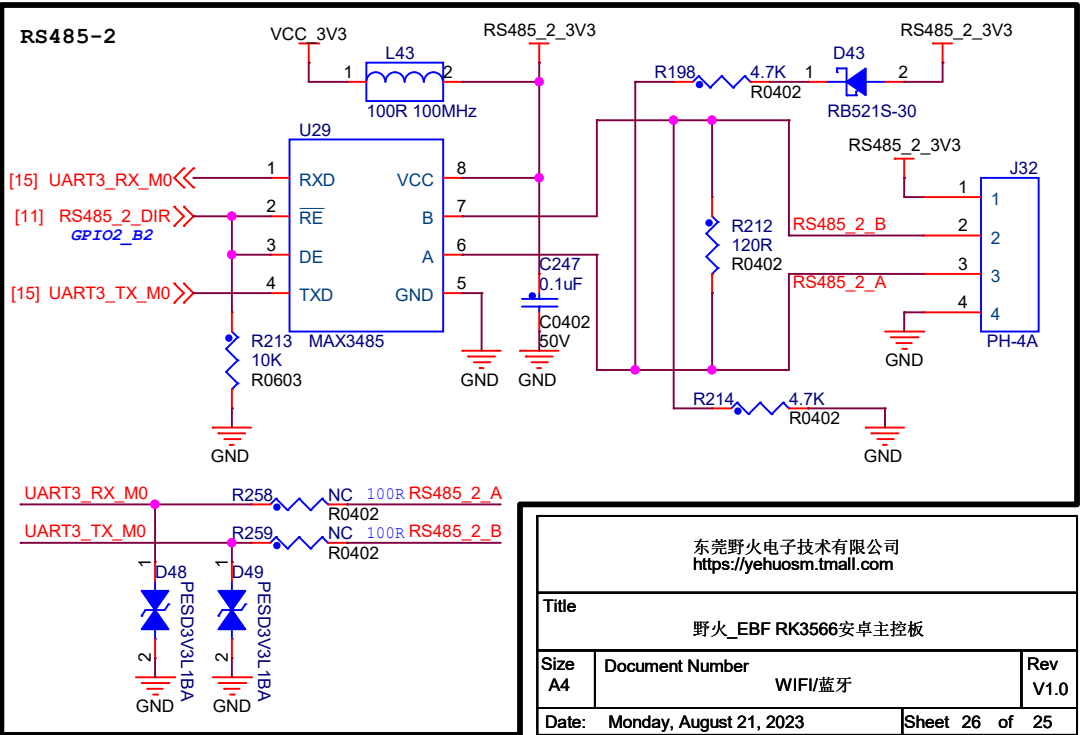 RS485-2
VCC_3V3
RS485_2_3V3
RS485_2_3V3
L43
1
2
100R 100MHz
R198
4.7K
R0402
D43
1
2
RB521S-30
U29
[15] UART3_RX_M0
1
RXD
VCC
8
[11] RS485_2_DIR
GPIO2_B2
2
RE
B
7
3
DE
A
6
[15] UART3_TX_M0
4
TXD
GND
5
MAX3485
R213
10K
R0603
GND
GND
C247
0.1uF
C0402
50V
GND
R212
120R
R0402
RS485_2_3V3
J32
1
1
RS485_2_B
2
2
RS485_2_A
3
3
4
4
PH-4A
GND
R214
4.7K
R0402
GND
UART3_RX_M0
R258
NC
100R
RS485_2_A
R0402
UART3_TX_M0
R259
NC
100R
RS485_2_B
R0402
1
D48
PESD3V3L1BA
2
GND
1
D49
PESD3V3L1BA
2
GND
东莞野火电子技术有限公司
https://yehuosm.tmall.com
Title
野火_EBF RK3566安卓主控板
Size
A4
Document Number
WIFI/蓝牙
Rev
V1.0
Date: Monday, August 21, 2023
Sheet 26 of 25